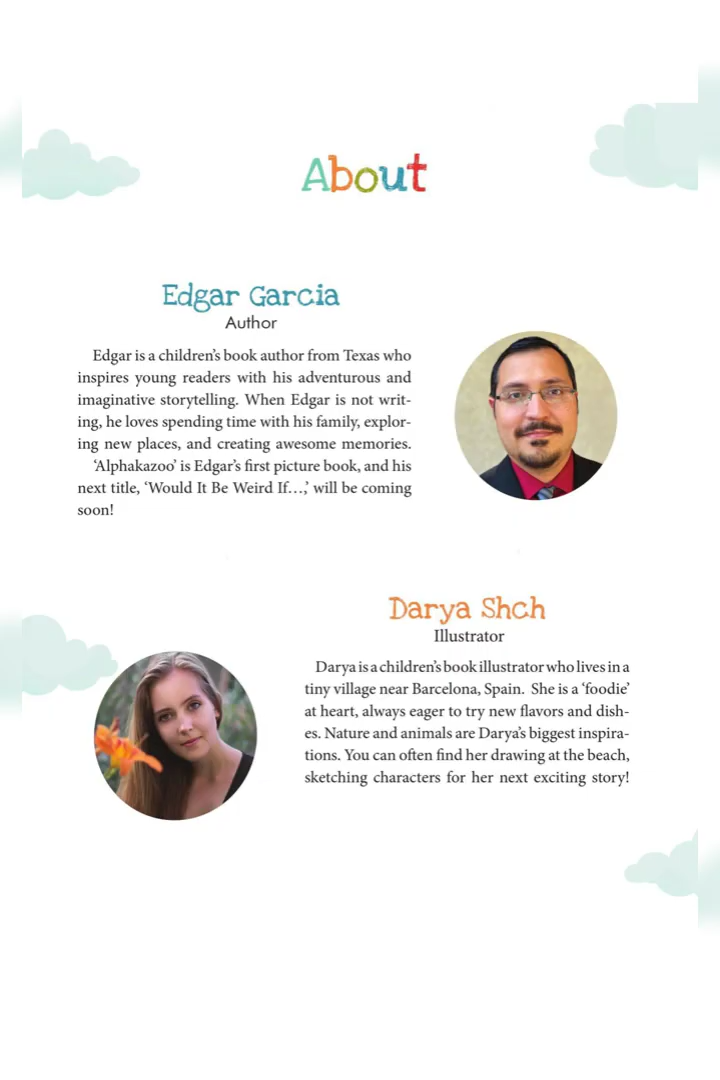 About
Edgar Garcia
Author
Edgar is a children's book author from Texas who
inspires young readers with his adventurous and
imaginative storytelling. When Edgar is not writ-
ing, he loves spending time with his family, explor-
ing new places, and creating awesome memories.
'Alphakazoo' is Edgar's first picture book, and his
next title, 'Would It Be Weird If…,' will be coming
soon!
Darya Shch
Illustrator
Darya is a children's book illustrator who lives in a
tiny village near Barcelona, Spain. She is a 'foodie'
at heart, always eager to try new flavors and dish-
es. Nature and animals are Darya's biggest inspira-
tions. You can often find her drawing at the beach,
sketching characters for her next exciting story!